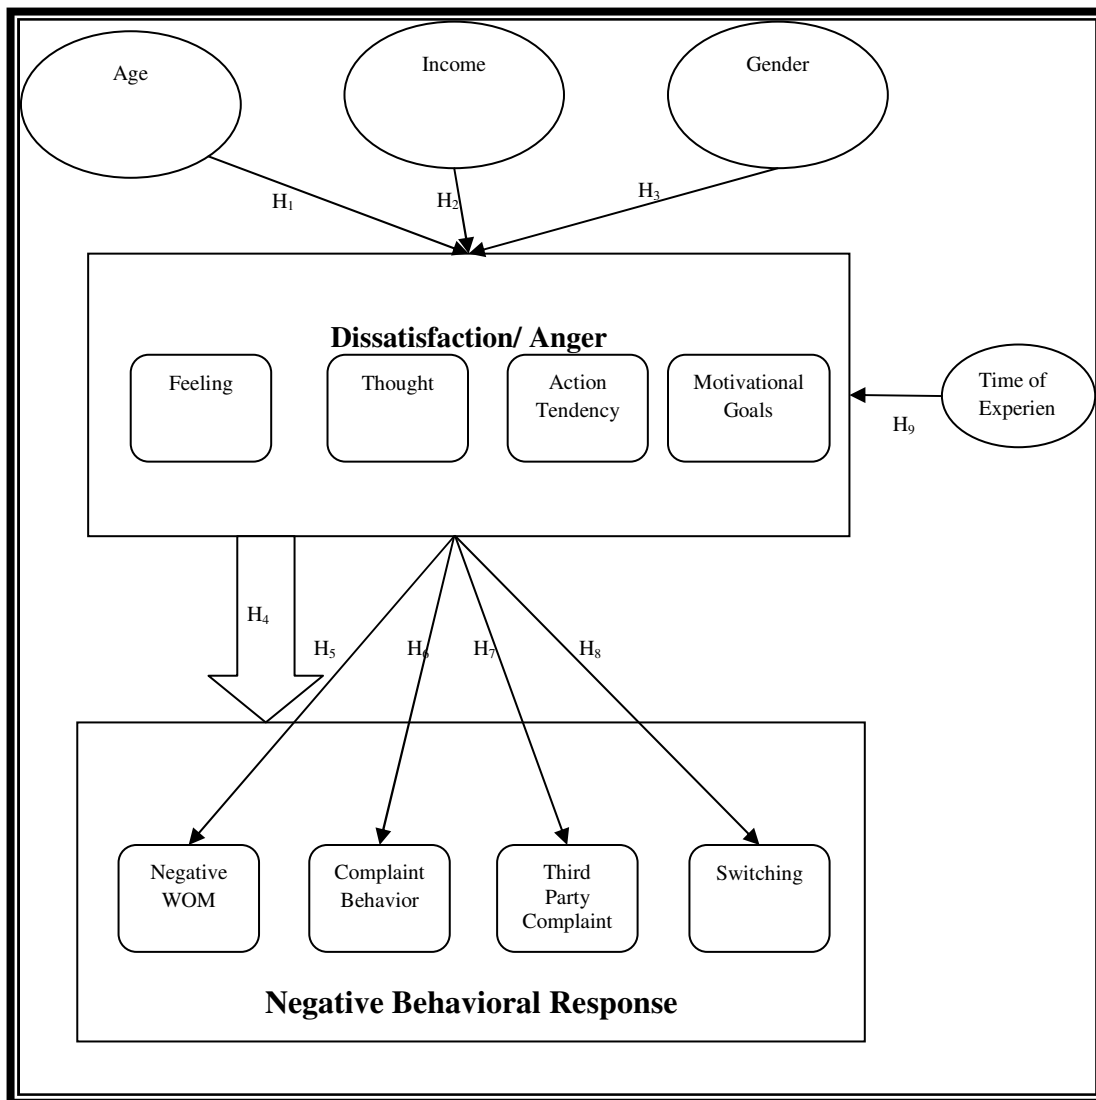 Age
Income
Gender
H1
H2
H3
Dissatisfaction/ Anger
Feeling
Thought
Action
Tendency
Motivational
Goals
Time of
Experien
H9
H4
H5
H6
H7
H8
Negative
WOM
Complaint
Behavior
Third
Party
Complaint
Switching
Negative Behavioral Response